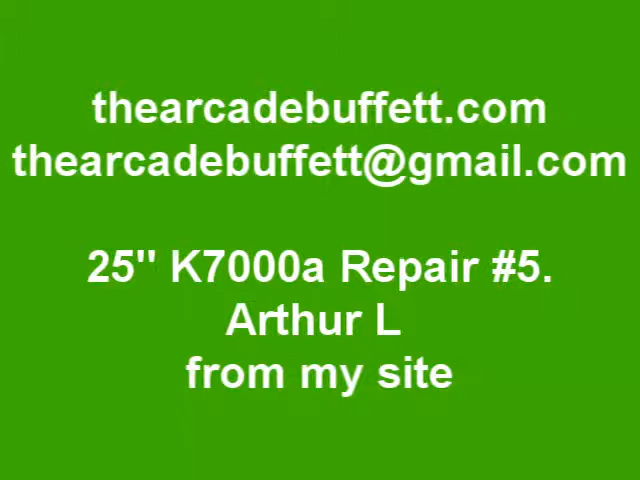 thearcadebuffett.com
thearcadebuffett@gmail.com
25" K7000a Repair #5.
Arthur L
from my site